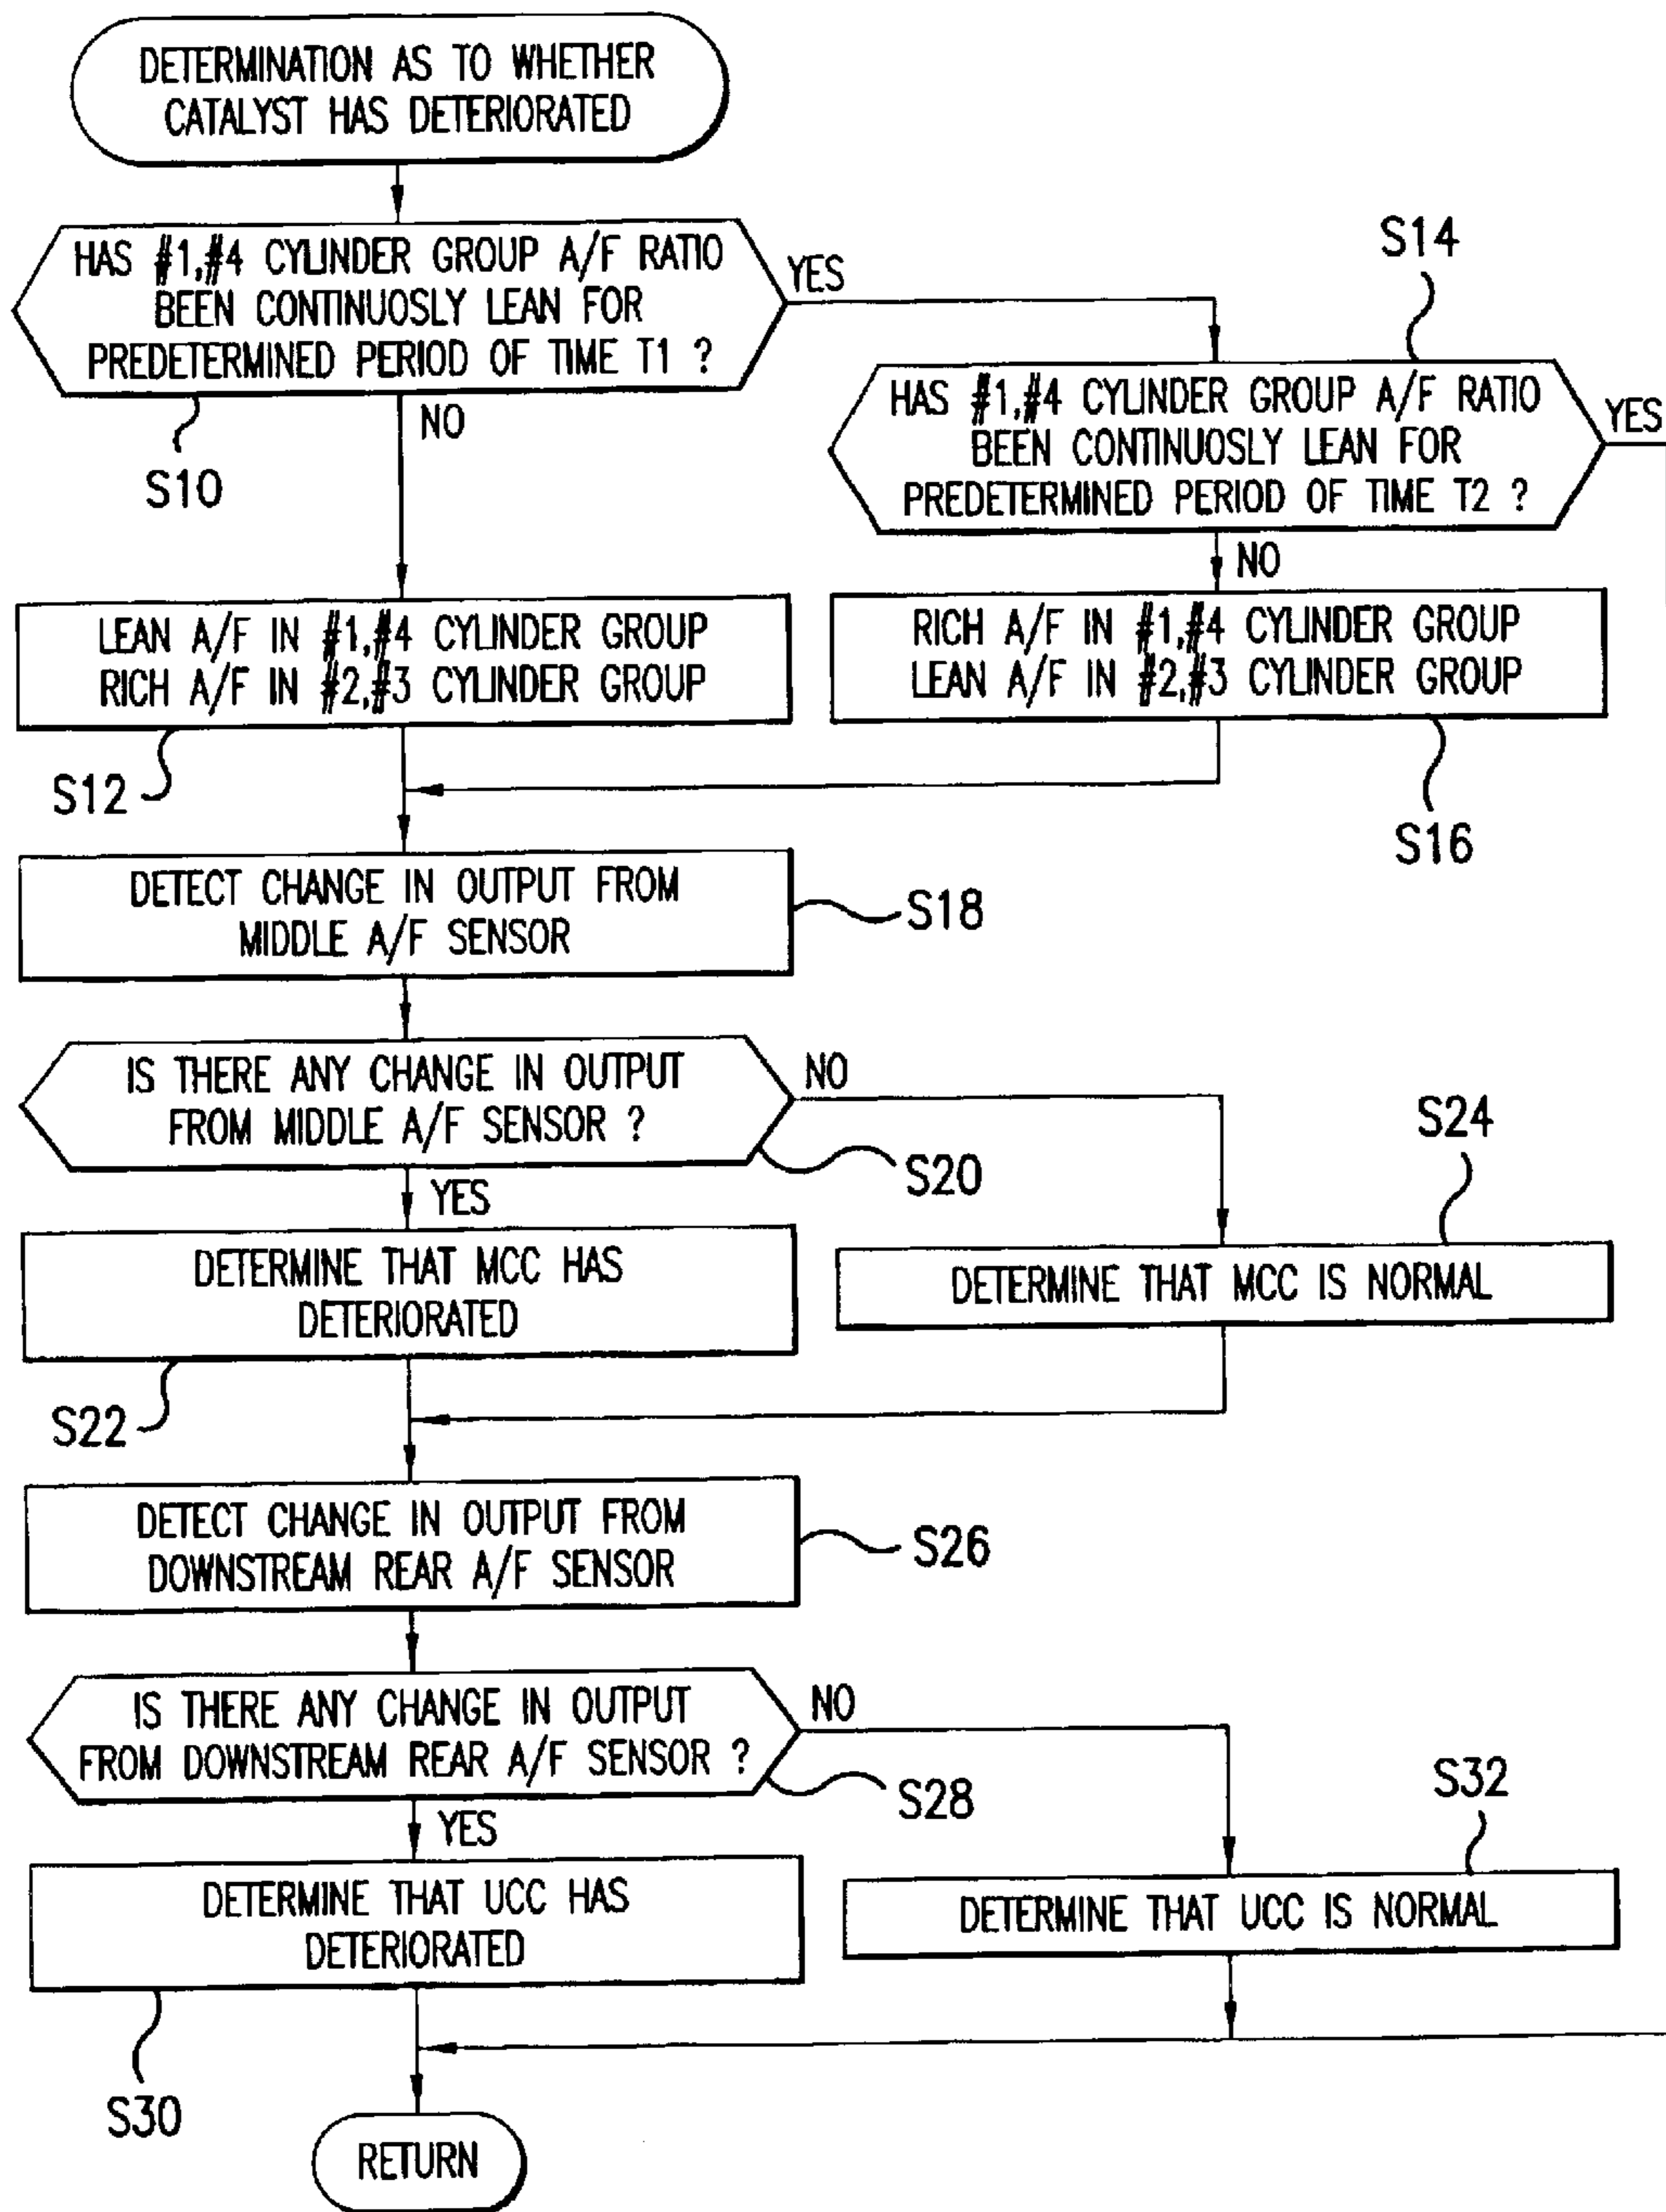 DETERMINATION AS TO WHETHER
CATALYST HAS DETERIORATED
HAS #1,#4 CYLINDER GROUP A/F RATIO
BEEN CONTINUOSLY LEAN FOR
PREDETERMINED PERIOD OF TIME T1 ?
YES
NO
S10
S14
HAS #1,#4 CYLINDER GROUP A/F RATIO
BEEN CONTINUOSLY LEAN FOR
PREDETERMINED PERIOD OF TIME T2 ?
YES
NO
LEAN A/F IN #1,#4 CYLINDER GROUP
RICH A/F IN #2,#3 CYLINDER GROUP
S12
RICH A/F IN #1,#4 CYLINDER GROUP
LEAN A/F IN #2,#3 CYLINDER GROUP
S16
DETECT CHANGE IN OUTPUT FROM
MIDDLE A/F SENSOR
S18
IS THERE ANY CHANGE IN OUTPUT
FROM MIDDLE A/F SENSOR ?
NO
S20
YES
S24
DETERMINE THAT MCC HAS
DETERIORATED
S22
DETERMINE THAT MCC IS NORMAL
DETECT CHANGE IN OUTPUT FROM
DOWNSTREAM REAR A/F SENSOR
S26
IS THERE ANY CHANGE IN OUTPUT
FROM DOWNSTREAM REAR A/F SENSOR ?
NO
S28
YES
S32
DETERMINE THAT UCC HAS
DETERIORATED
S30
DETERMINE THAT UCC IS NORMAL
RETURN